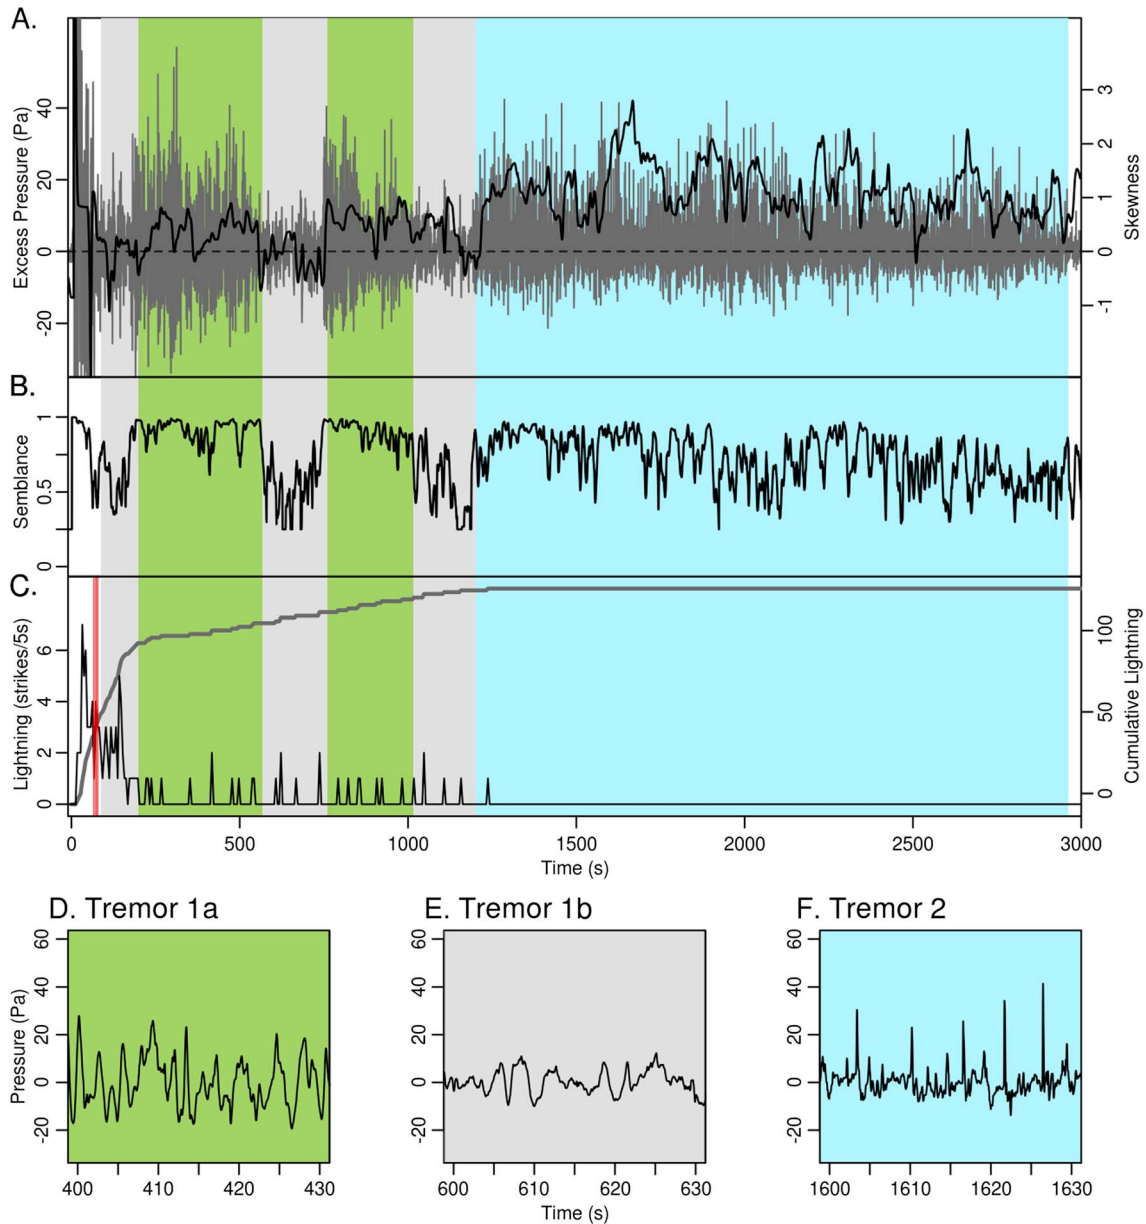 A.
Excess Pressure (Pa)
-20 0 20 40
Skewness
-1 0 1 2 3
B.
Semblance
0 0.5 1
C.
Lightning (strikes/5s)
0 2 4 6
Cumulative Lightning
0 50 100
0 500 1000 1500 2000 2500 3000
Time (s)
D. Tremor 1a
E. Tremor 1b
F. Tremor 2
Pressure (Pa)
-20 0 20 40 60
-20 0 20 40 60
-20 0 20 40 60
400 410 420 430
600 610 620 630
1600 1610 1620 1630
Time (s)